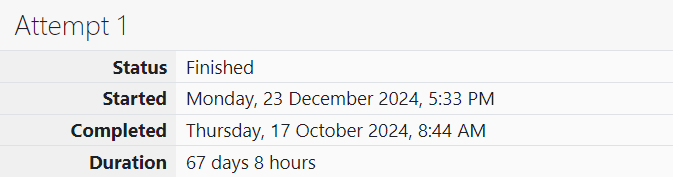 Attempt 1
Status Finished
Started Monday, 23 December 2024, 5:33 PM
Completed Thursday, 17 October 2024, 8:44 AM
Duration 67 days 8 hours